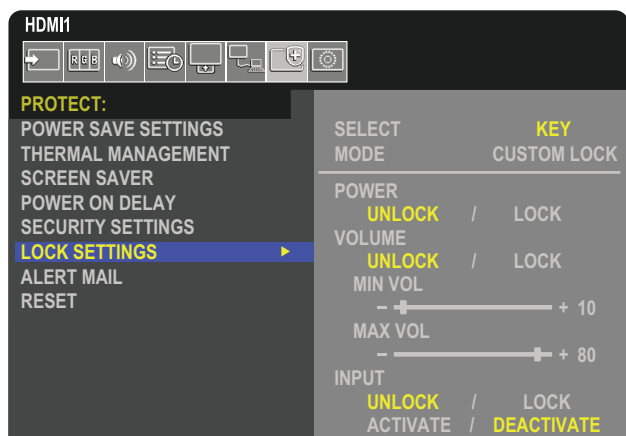 HDMI1
RGB
PROTECT:
POWER SAVE SETTINGS
THERMAL MANAGEMENT
SCREEN SAVER
POWER ON DELAY
SECURITY SETTINGS
LOCK SETTINGS
ALERT MAIL
RESET
SELECT KEY
MODE CUSTOM LOCK
POWER
UNLOCK / LOCK
VOLUME
UNLOCK / LOCK
MIN VOL
– + 10
MAX VOL
– + 80
INPUT
UNLOCK / LOCK
ACTIVATE / DEACTIVATE